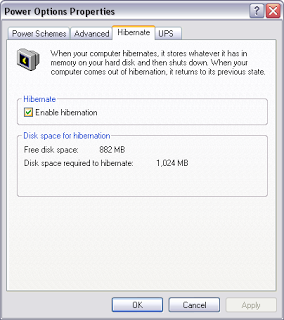 Power Options Properties
Power Schemes Advanced Hibernate UPS
When your computer hibernates, it stores whatever it has in
memory on your hard disk and then shuts down. When your
computer comes out of hibernation, it returns to its previous state.
Hibernate
Enable hibernation
Disk space for hibernation
Free disk space: 882 MB
Disk space required to hibernate: 1,024 MB
OK Cancel Apply